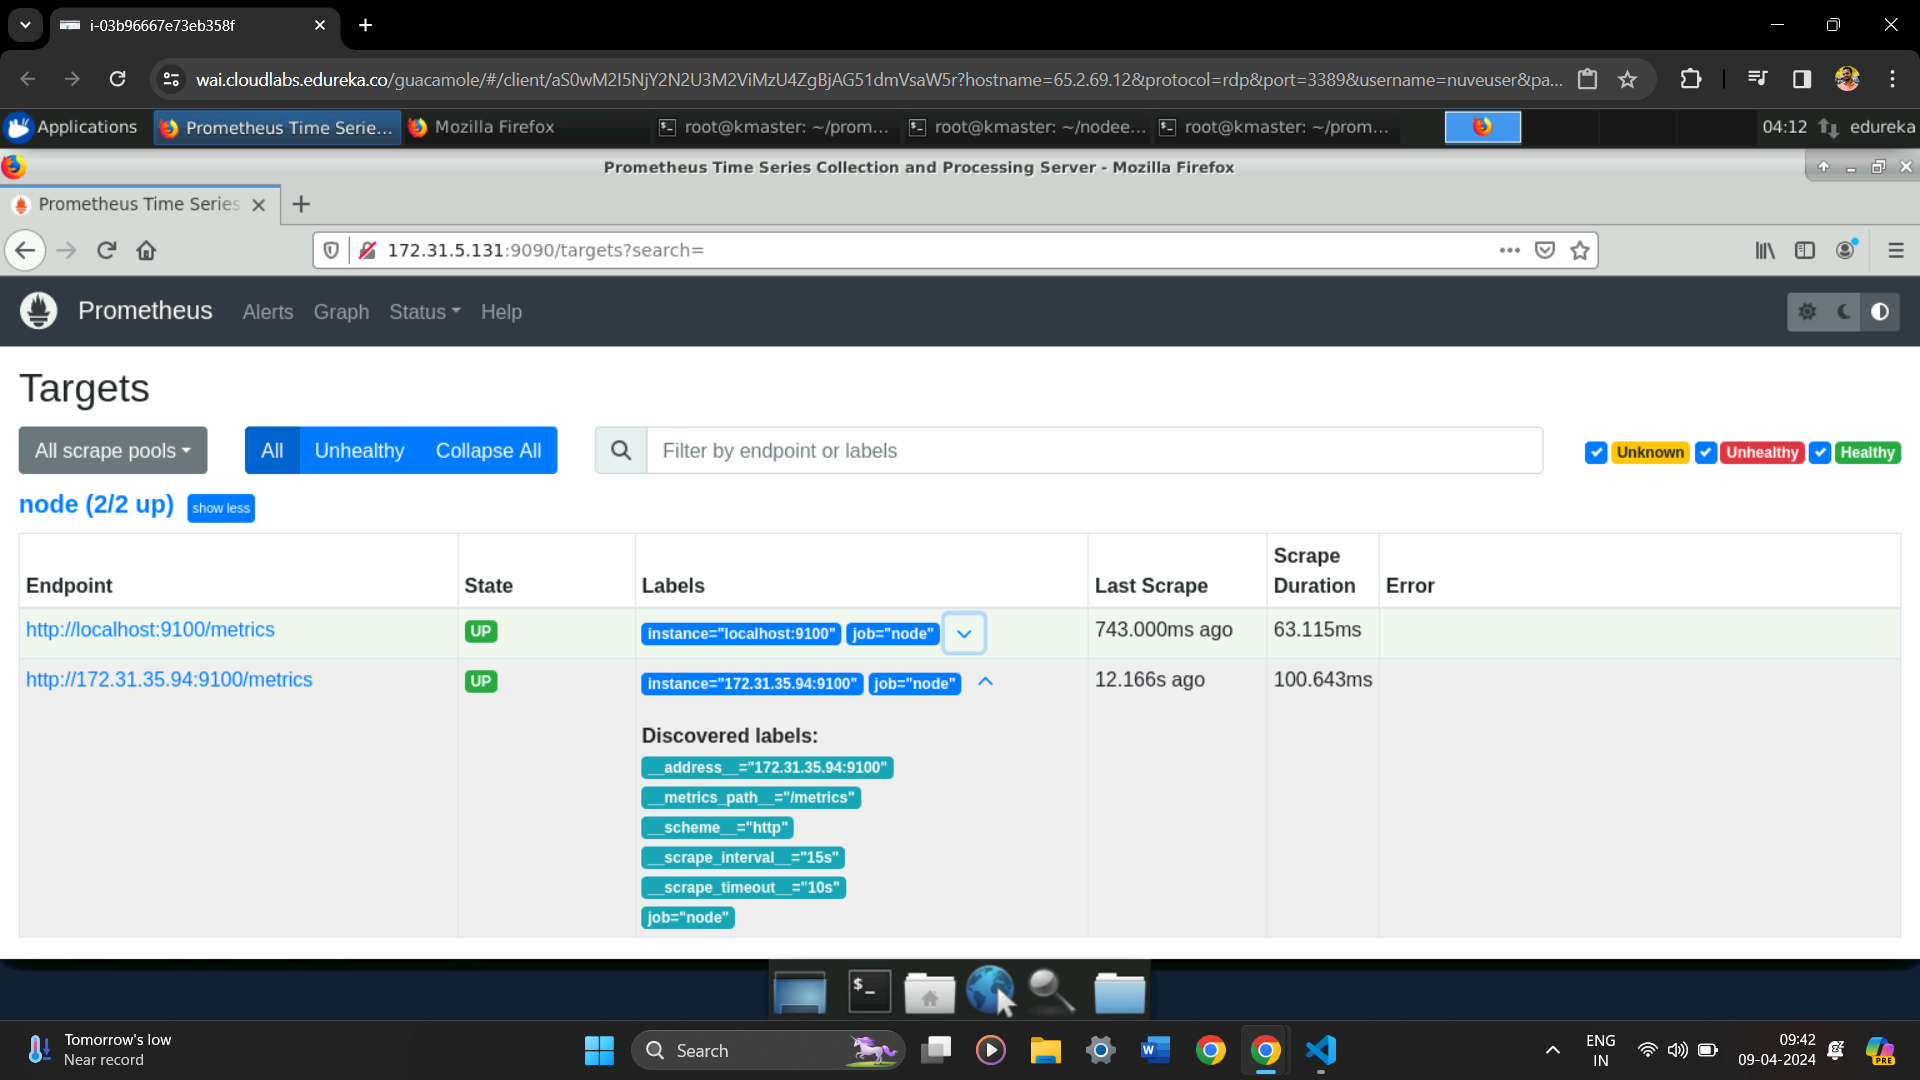 i-03b96667e73eb358f
wai.cloudlabs.edureka.co/guacamole/#/client/aS0wM2I5NjY2N2U3M2ViMzU4ZgBjAG51dmVsaW5r?hostname=65.2.69.12&protocol=rdp&port=3389&username=nuveuser&pa...
Applications
Prometheus Time Serie...
Mozilla Firefox
root@kmaster: ~/prom...
root@kmaster: ~/nodee...
root@kmaster: ~/prom...
04:12
edureka
Prometheus Time Series Collection and Processing Server - Mozilla Firefox
Prometheus Time Series
172.31.5.131:9090/targets?search=
Prometheus Alerts Graph Status Help
Targets
All scrape pools
All Unhealthy Collapse All
Filter by endpoint or labels
Unknown Unhealthy Healthy
node (2/2 up) show less
Endpoint State Labels Last Scrape Scrape Duration Error
http://localhost:9100/metrics UP instance="localhost:9100" job="node" 743.000ms ago 63.115ms
http://172.31.35.94:9100/metrics UP instance="172.31.35.94:9100" job="node" 12.166s ago 100.643ms
Discovered labels:
__address__="172.31.35.94:9100"
__metrics_path__="/metrics"
__scheme__="http"
__scrape_interval__="15s"
__scrape_timeout__="10s"
job="node"
$_
Tomorrow's low
Near record
Search
W
ENG
IN
09:42
09-04-2024
PRE